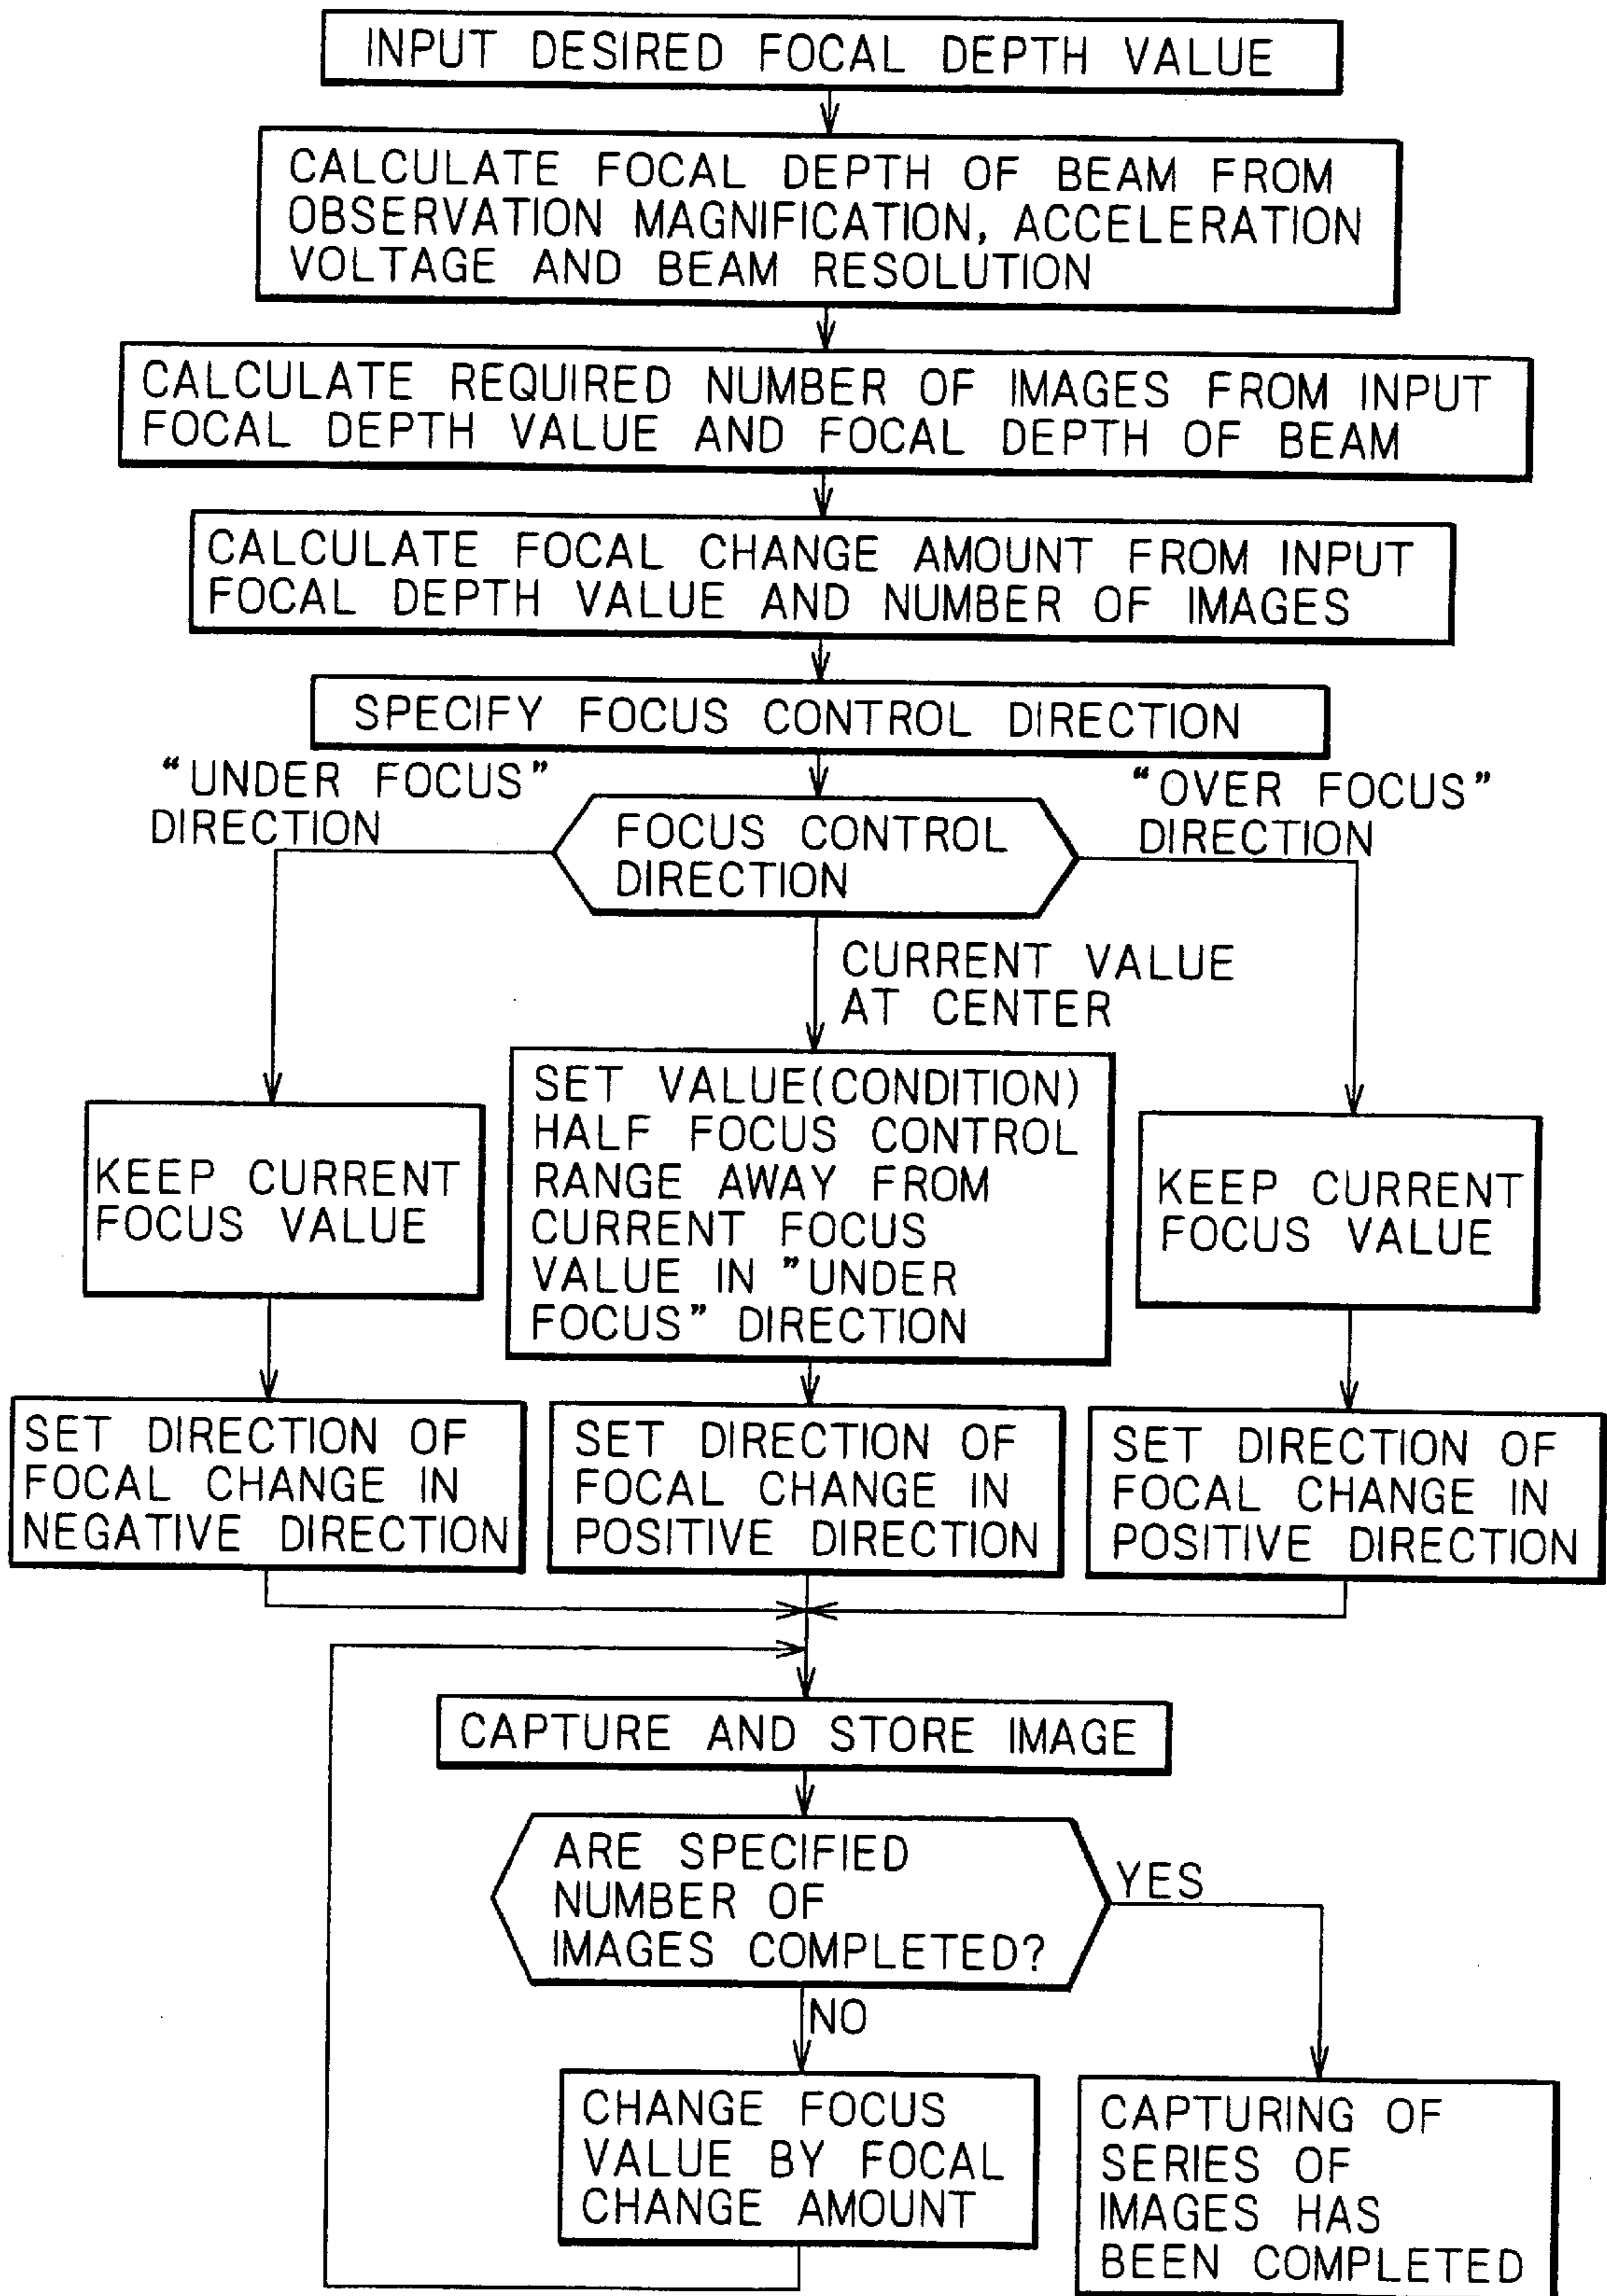 INPUT DESIRED FOCAL DEPTH VALUE
CALCULATE FOCAL DEPTH OF BEAM FROM
OBSERVATION MAGNIFICATION, ACCELERATION
VOLTAGE AND BEAM RESOLUTION
CALCULATE REQUIRED NUMBER OF IMAGES FROM INPUT
FOCAL DEPTH VALUE AND FOCAL DEPTH OF BEAM
CALCULATE FOCAL CHANGE AMOUNT FROM INPUT
FOCAL DEPTH VALUE AND NUMBER OF IMAGES
SPECIFY FOCUS CONTROL DIRECTION
“UNDER FOCUS”
DIRECTION
FOCUS CONTROL
DIRECTION
“OVER FOCUS”
DIRECTION
CURRENT VALUE
AT CENTER
KEEP CURRENT
FOCUS VALUE
SET VALUE(CONDITION)
HALF FOCUS CONTROL
RANGE AWAY FROM
CURRENT FOCUS
VALUE IN ”UNDER
FOCUS” DIRECTION
KEEP CURRENT
FOCUS VALUE
SET DIRECTION OF
FOCAL CHANGE IN
NEGATIVE DIRECTION
SET DIRECTION OF
FOCAL CHANGE IN
POSITIVE DIRECTION
SET DIRECTION OF
FOCAL CHANGE IN
POSITIVE DIRECTION
CAPTURE AND STORE IMAGE
ARE SPECIFIED
NUMBER OF
IMAGES COMPLETED?
YES
NO
CHANGE FOCUS
VALUE BY FOCAL
CHANGE AMOUNT
CAPTURING OF
SERIES OF
IMAGES HAS
BEEN COMPLETED